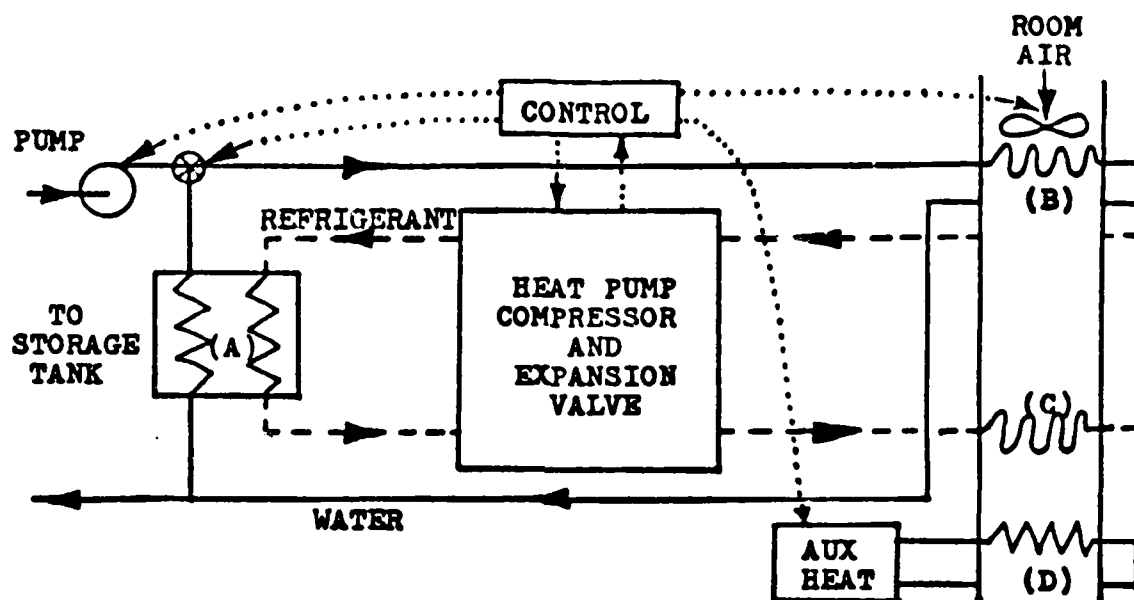 ROOM
AIR
CONTROL
PUMP
(B)
REFRIGERANT
HEAT PUMP
COMPRESSOR
AND
EXPANSION
VALVE
TO
STORAGE
TANK
(A)
(C)
WATER
AUX
HEAT
(D)